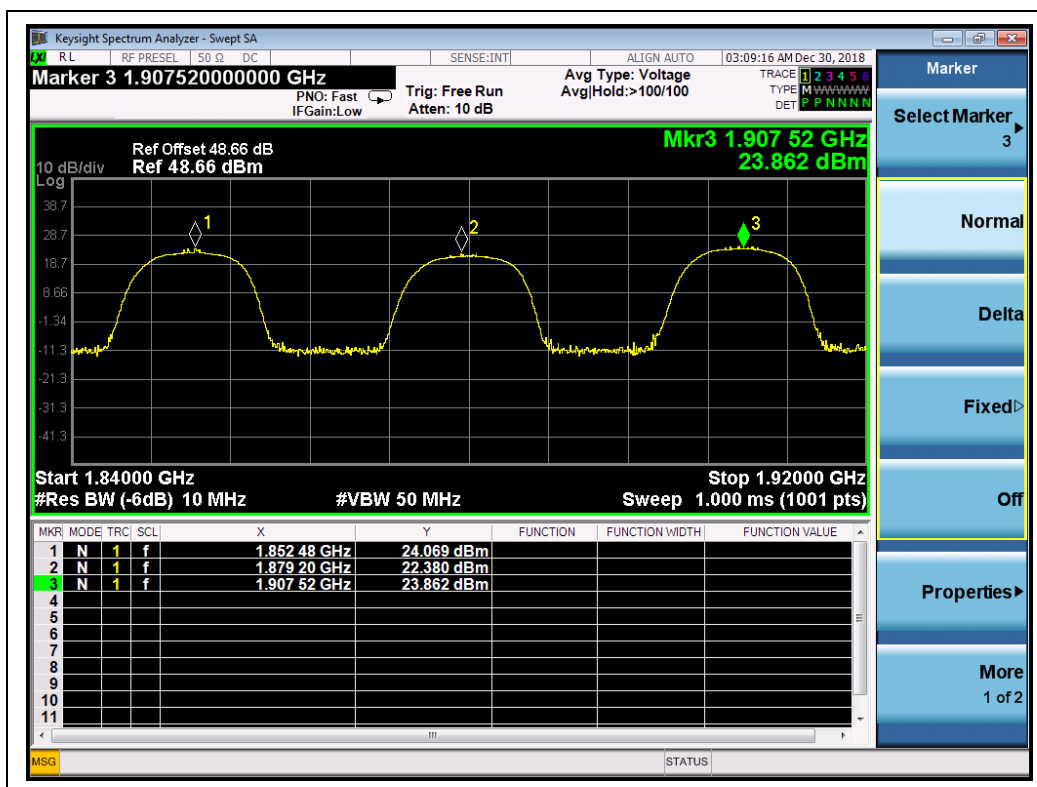 Keysight Spectrum Analyzer - Swept SA
LXI RL RF PRESEL 50 Ω DC SENSE:INT ALIGN AUTO 03:09:16 AM Dec 30, 2018
Marker 3 1.907520000000 GHz
PNO: Fast
IFGain:Low
Trig: Free Run
Atten: 10 dB
Avg Type: Voltage
Avg|Hold:>100/100
TRACE 1 2 3 4 5 6
TYPE M W W W W W
DET P P N N N N
Mkr3 1.907 52 GHz
23.862 dBm
Ref Offset 48.66 dB
10 dB/div Ref 48.66 dBm
Log
38.7
28.7
18.7
8.66
-1.34
-11.3
-21.3
-31.3
-41.3
1
2
3
Start 1.84000 GHz Stop 1.92000 GHz
#Res BW (-6dB) 10 MHz #VBW 50 MHz Sweep 1.000 ms (1001 pts)
MKR MODE TRC SCL X Y FUNCTION FUNCTION WIDTH FUNCTION VALUE
1 N 1 f 1.852 48 GHz 24.069 dBm
2 N 1 f 1.879 20 GHz 22.380 dBm
3 N 1 f 1.907 52 GHz 23.862 dBm
4
5
6
7
8
9
10
11
MSG STATUS
Marker
Select Marker
3
Normal
Delta
Fixed
Off
Properties
More
1 of 2